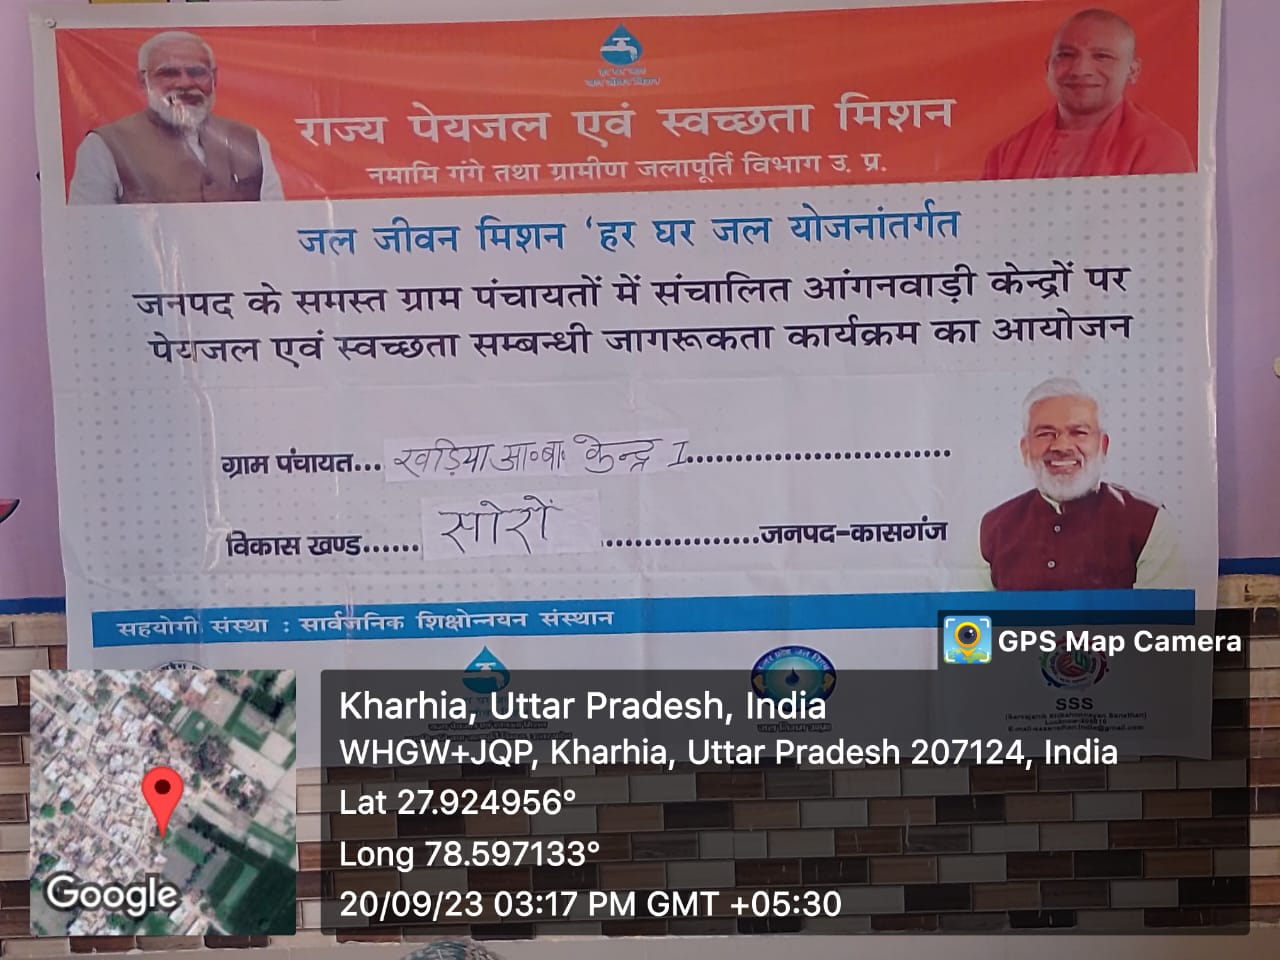 राज्य पेयजल एवं स्वच्छता मिशन
नमामि गंगे तथा ग्रामीण जलापूर्ति विभाग उ. प्र.
जल जीवन मिशन ‘हर घर जल योजनांतर्गत
जनपद के समस्त ग्राम पंचायतों में संचालित आंगनवाड़ी केन्द्रों पर
पेयजल एवं स्वच्छता सम्बन्धी जागरूकता कार्यक्रम का आयोजन
ग्राम पंचायत... खड़िया आ०बा० केन्द्र I..............................
विकास खण्ड...... सोरों .................जनपद-कासगंज
सहयोगी संस्था : सार्वजनिक शिक्षोन्नयन संस्थान
GPS Map Camera
SSS
Kharhia, Uttar Pradesh, India
WHGW+JQP, Kharhia, Uttar Pradesh 207124, India
Lat 27.924956°
Long 78.597133°
20/09/23 03:17 PM GMT +05:30
Google